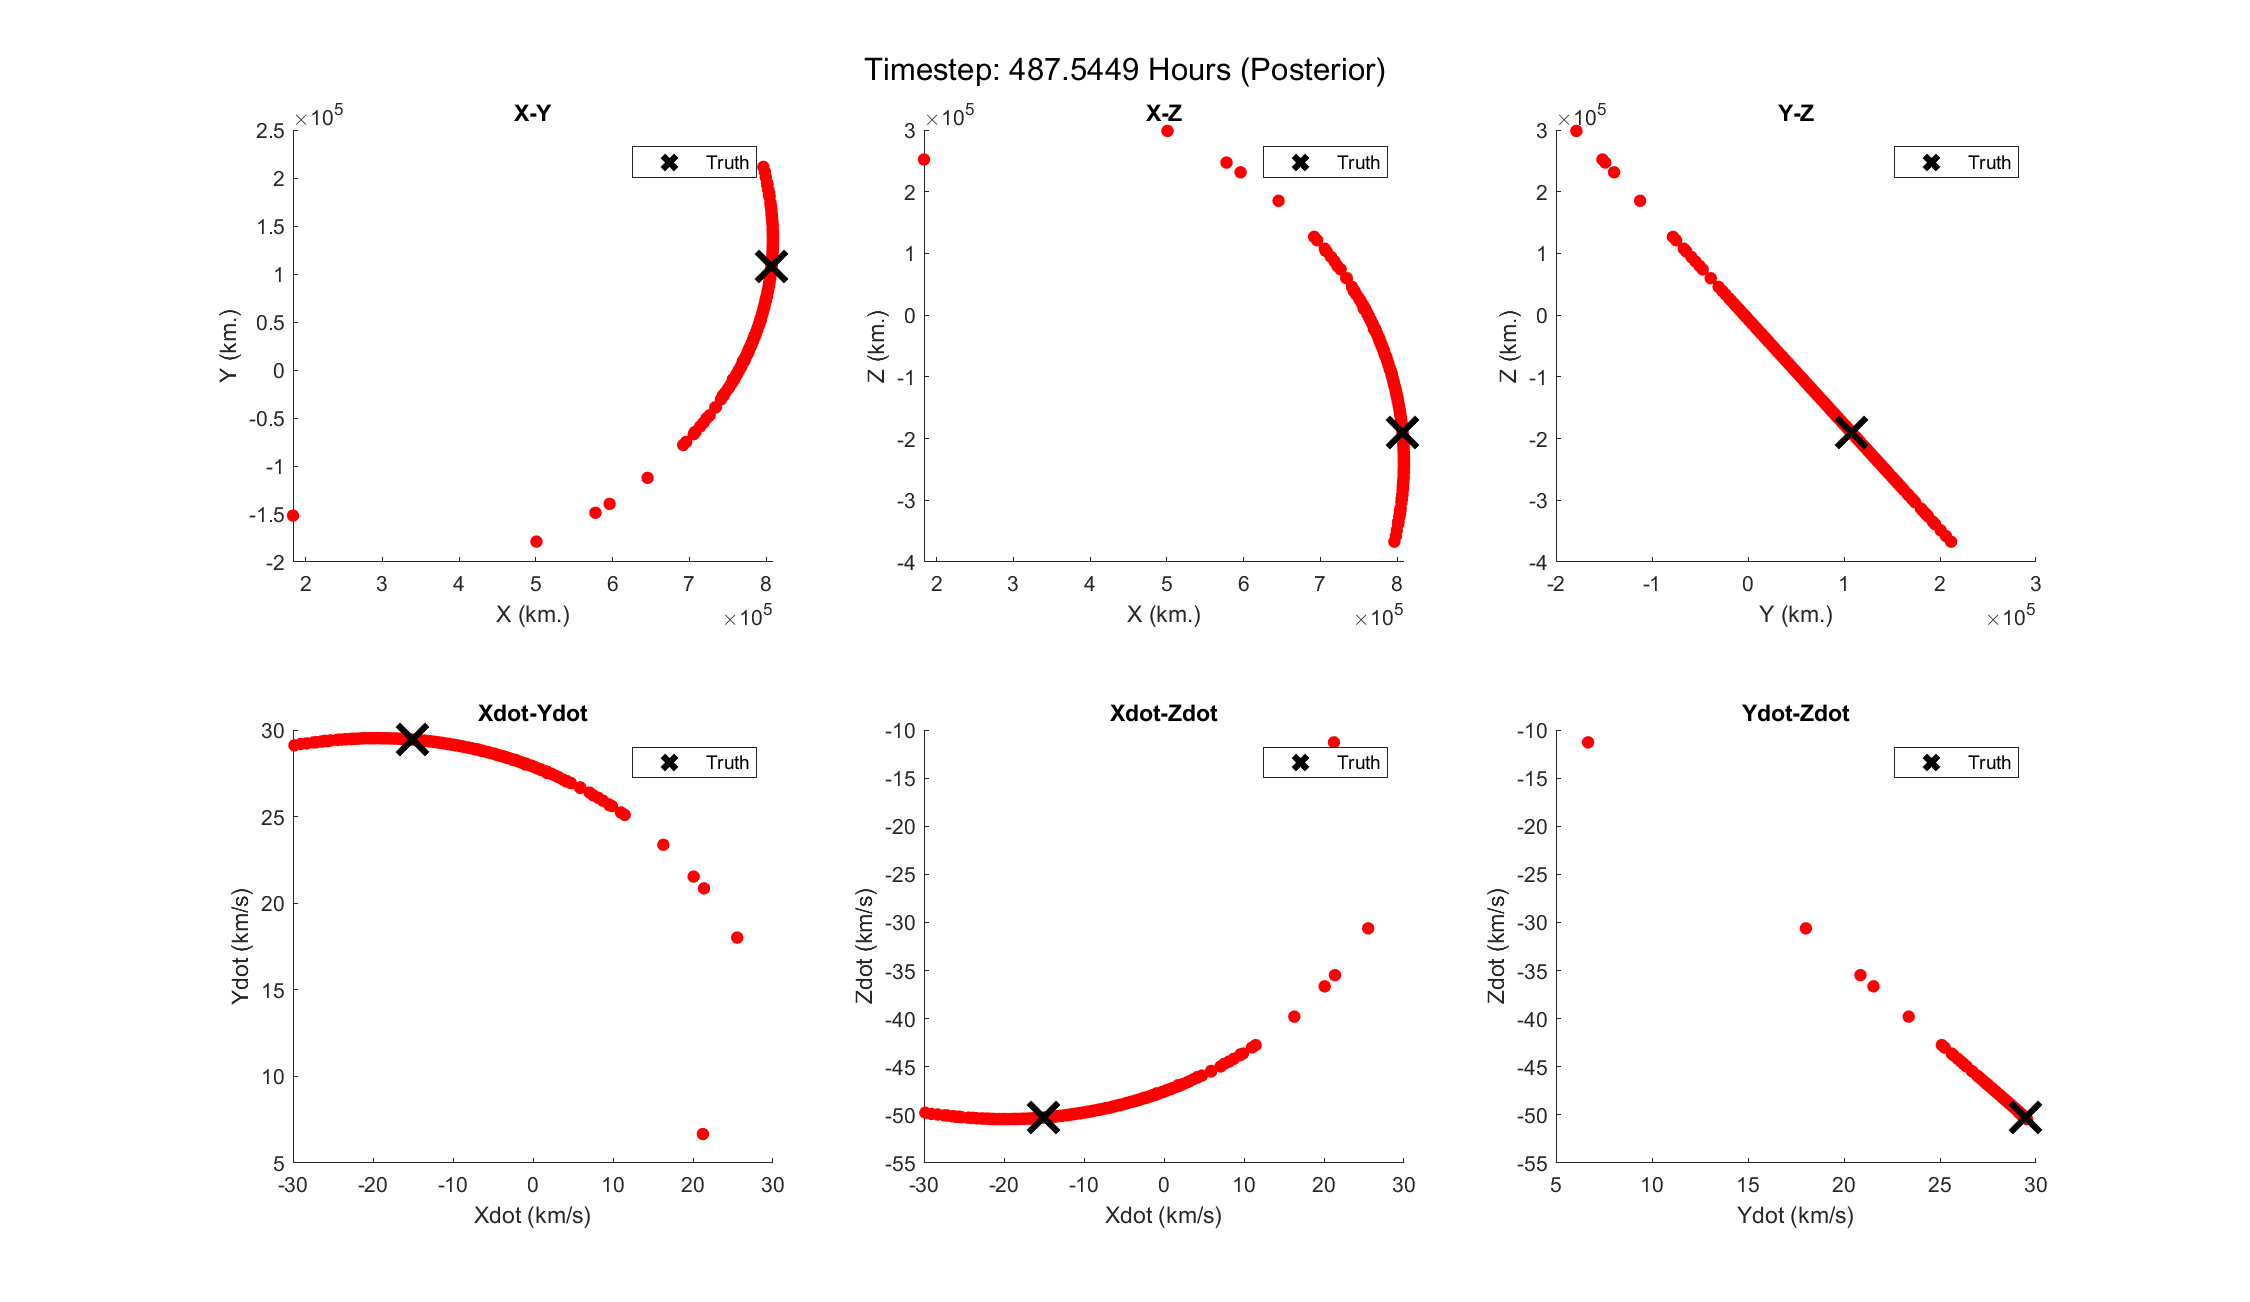 Timestep: 487.5449 Hours (Posterior)
X-Y
×10^5
2.5
2
1.5
1
0.5
0
-0.5
-1
-1.5
-2
Y (km.)
2 3 4 5 6 7 8
X (km.)
×10^5
Truth
X-Z
×10^5
3
2
1
0
-1
-2
-3
-4
Z (km.)
2 3 4 5 6 7 8
X (km.)
×10^5
Truth
Y-Z
×10^5
3
2
1
0
-1
-2
-3
-4
Z (km.)
-2 -1 0 1 2 3
Y (km.)
×10^5
Truth
Xdot-Ydot
30
25
20
15
10
5
Ydot (km/s)
-30 -20 -10 0 10 20 30
Xdot (km/s)
Truth
Xdot-Zdot
-10
-15
-20
-25
-30
-35
-40
-45
-50
-55
Zdot (km/s)
-30 -20 -10 0 10 20 30
Xdot (km/s)
Truth
Ydot-Zdot
-10
-15
-20
-25
-30
-35
-40
-45
-50
-55
Zdot (km/s)
5 10 15 20 25 30
Ydot (km/s)
Truth